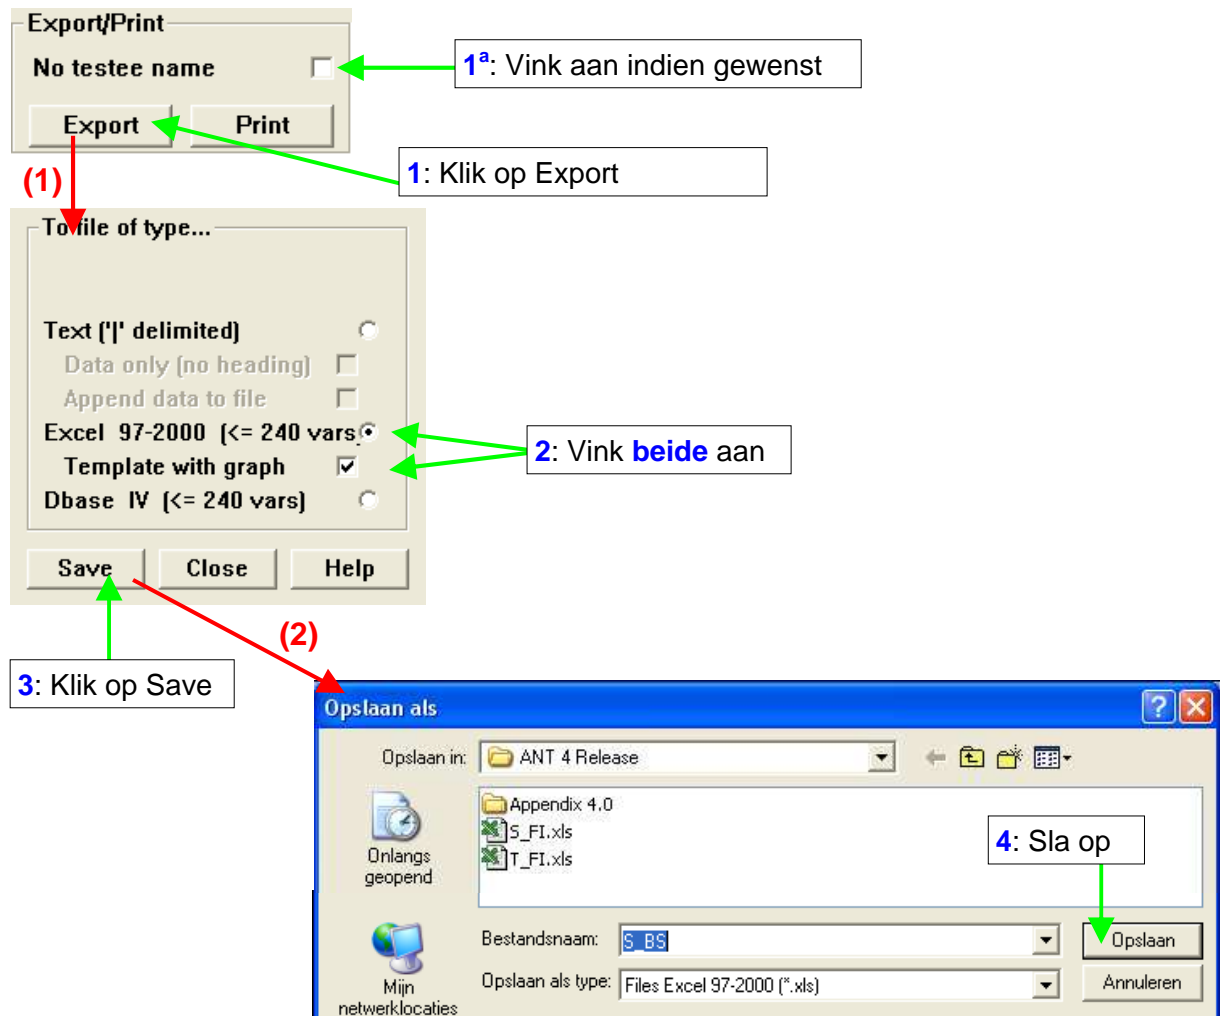 Export/Print
No testee name
1a: Vink aan indien gewenst
Export
Print
1: Klik op Export
(1)
To file of type...
Text ('|' delimited)
Data only (no heading)
Append data to file
Excel 97-2000 (<= 240 vars)
Template with graph
2: Vink beide aan
Dbase IV (<= 240 vars)
Save
Close
Help
(2)
3: Klik op Save
Opslaan als
Opslaan in:
ANT 4 Release
Appendix 4.0
S_FI.xls
T_FI.xls
Onlangs
geopend
4: Sla op
Bestandsnaam:
S_BS
Opslaan
Mijn
netwerklocaties
Opslaan als type:
Files Excel 97-2000 (*.xls)
Annuleren